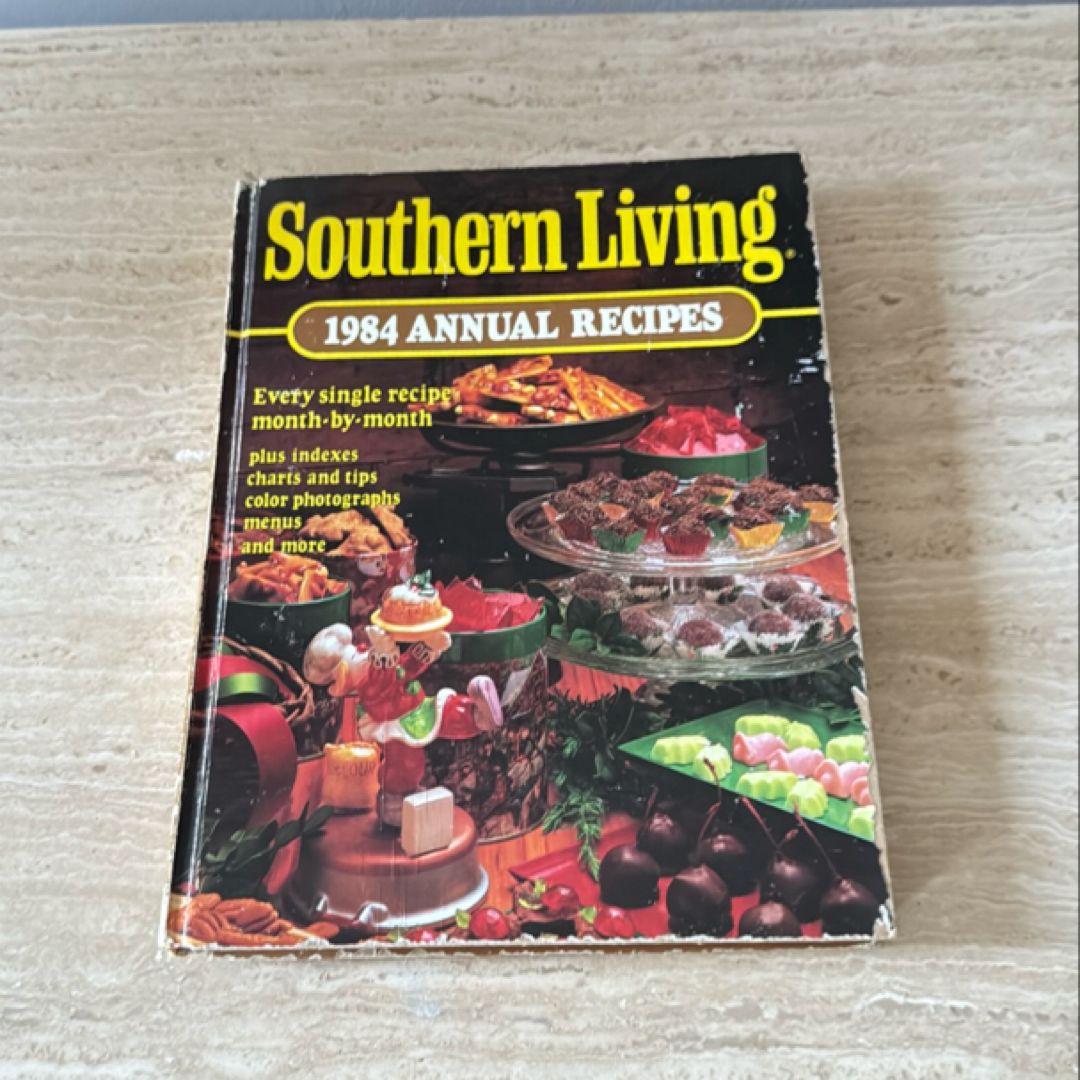 Southern Living®
1984 ANNUAL RECIPES
Every single recipe
month-by-month
plus indexes
charts and tips
color photographs
menus
and more